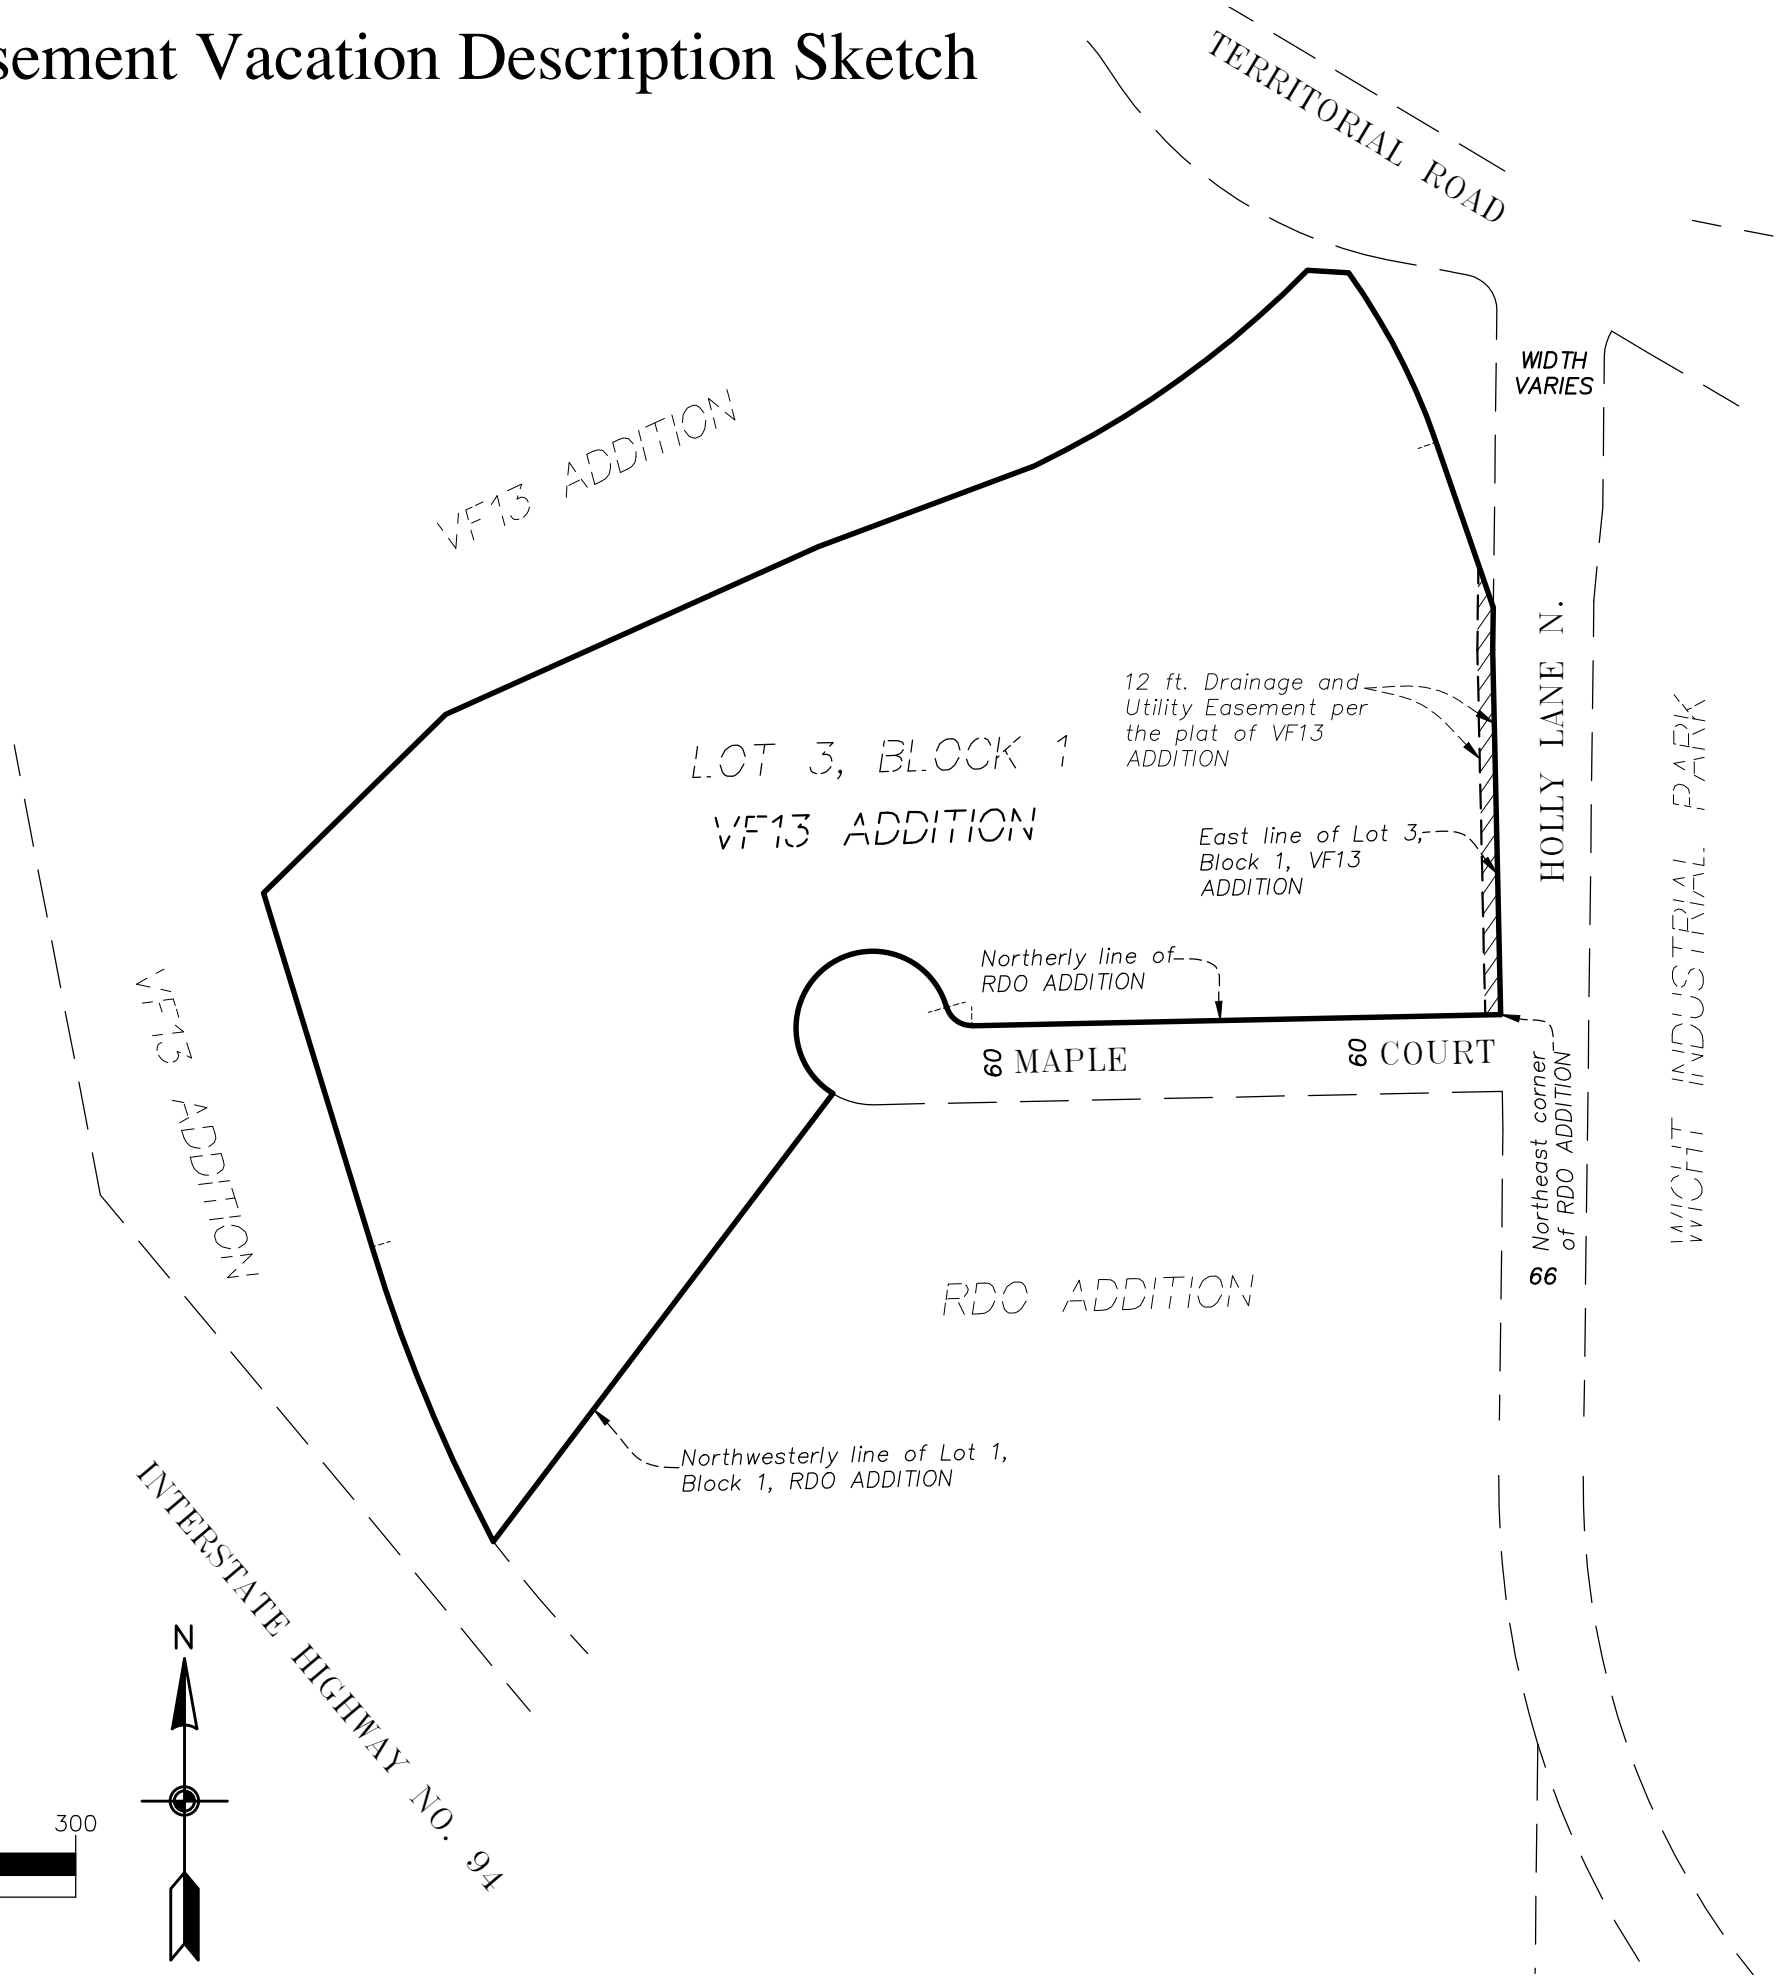 sement Vacation Description Sketch
TERRITORIAL ROAD
WIDTH
VARIES
VF13 ADDITION
HOLLY LANE N.
12 ft. Drainage and
Utility Easement per
the plat of VF13
ADDITION
LOT 3, BLOCK 1
VF13 ADDITION
East line of Lot 3,
Block 1, VF13
ADDITION
WICHT INDUSTRIAL PARK
Northerly line of
RDO ADDITION
VF13 ADDITION
60 MAPLE
60 COURT
Northeast corner
of RDO ADDITION
66
RDO ADDITION
Northwesterly line of Lot 1,
Block 1, RDO ADDITION
INTERSTATE HIGHWAY NO. 94
N
300